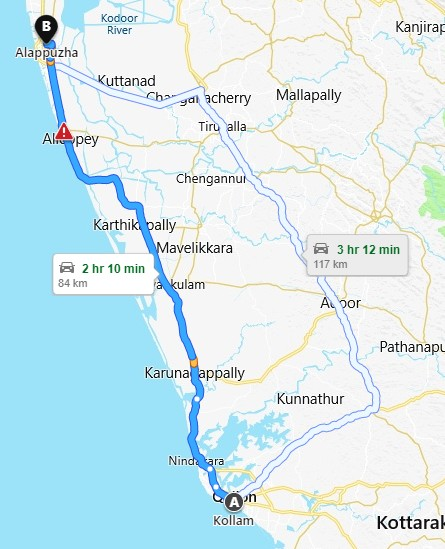 B
Kodoor
River
Kanjirap
Alappuzha
Kuttanad
Changanacherry
Mallapally
Tiruvalla
Chengannur
Karthikapally
Mavelikkara
3 hr 12 min
117 km
2 hr 10 min
84 km
Adoor
Pathanapu
Karunagappally
Kunnathur
Nindakara
A
Kollam
Kottarak